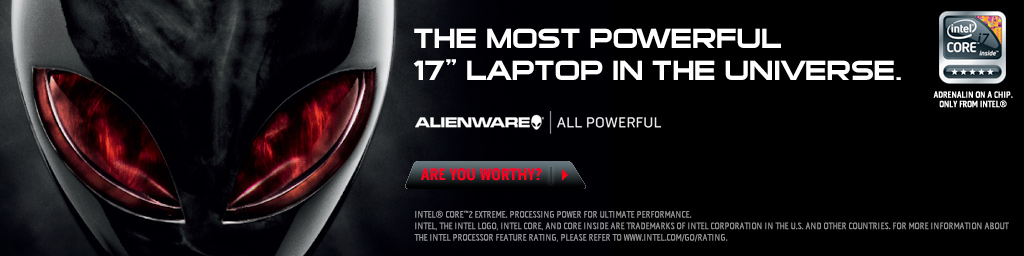 THE MOST POWERFUL
17" LAPTOP IN THE UNIVERSE.
ALIENWARE | ALL POWERFUL
ARE YOU WORTHY?
intel
CORE i7
inside™
ADRENALIN ON A CHIP.
ONLY FROM INTEL®
INTEL® CORE™2 EXTREME. PROCESSING POWER FOR ULTIMATE PERFORMANCE.
INTEL, THE INTEL LOGO, INTEL CORE, AND CORE INSIDE ARE TRADEMARKS OF INTEL CORPORATION IN THE U.S. AND OTHER COUNTRIES. FOR MORE INFORMATION ABOUT
THE INTEL PROCESSOR FEATURE RATING, PLEASE REFER TO WWW.INTEL.COM/GO/RATING.